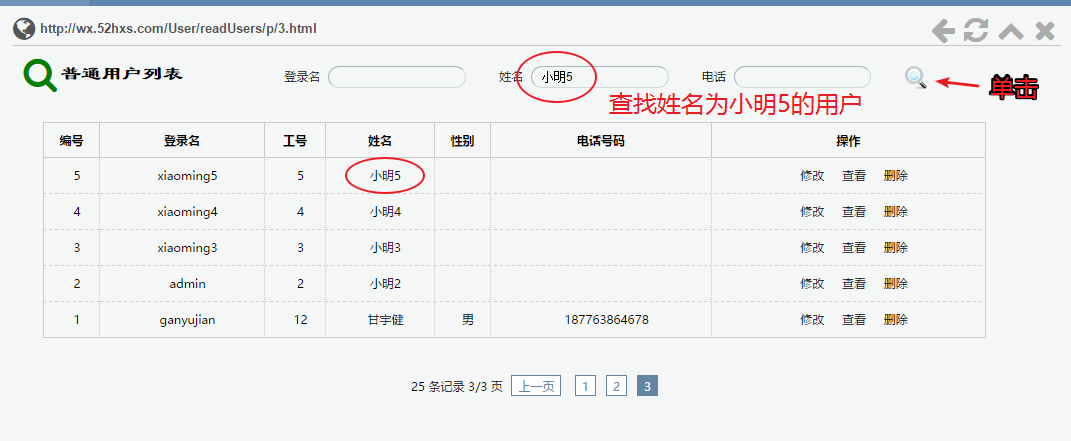 http://wx.52hxs.com/User/readUsers/p/3.html
普通用户列表 登录名 姓名 小明5 电话 单击
查找姓名为小明5的用户
编号 登录名 工号 姓名 性别 电话号码 操作
5 xiaoming5 5 小明5 修改 查看 删除
4 xiaoming4 4 小明4 修改 查看 删除
3 xiaoming3 3 小明3 修改 查看 删除
2 admin 2 小明2 修改 查看 删除
1 ganyujian 12 甘宇健 男 187763864678 修改 查看 删除
25 条记录 3/3 页 上一页 1 2 3